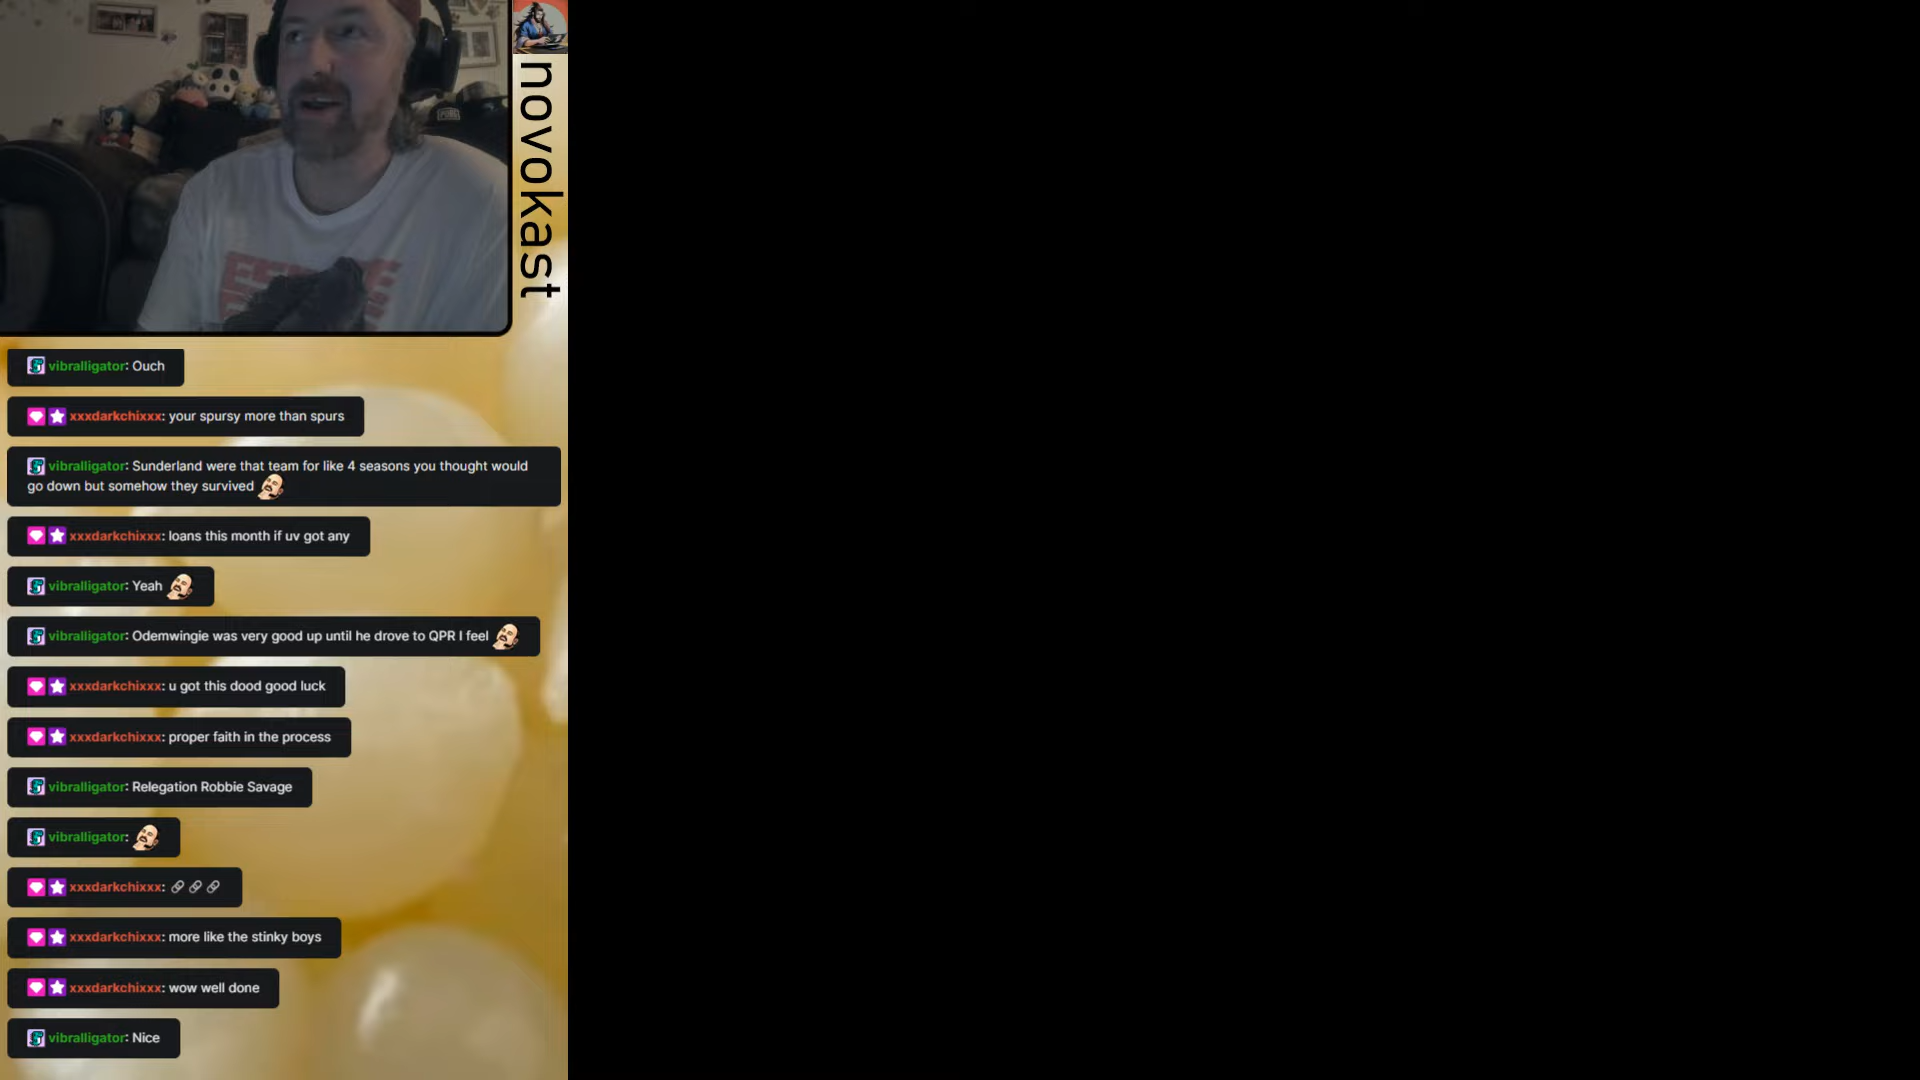 novokast
vibralligator: Ouch
xxxdarkchixxx: your spursy more than spurs
vibralligator: Sunderland were that team for like 4 seasons you thought would
go down but somehow they survived
xxxdarkchixxx: loans this month if uv got any
vibralligator: Yeah
vibralligator: Odemwingie was very good up until he drove to QPR I feel
xxxdarkchixxx: u got this dood good luck
xxxdarkchixxx: proper faith in the process
vibralligator: Relegation Robbie Savage
vibralligator:
xxxdarkchixxx:
xxxdarkchixxx: more like the stinky boys
xxxdarkchixxx: wow well done
vibralligator: Nice